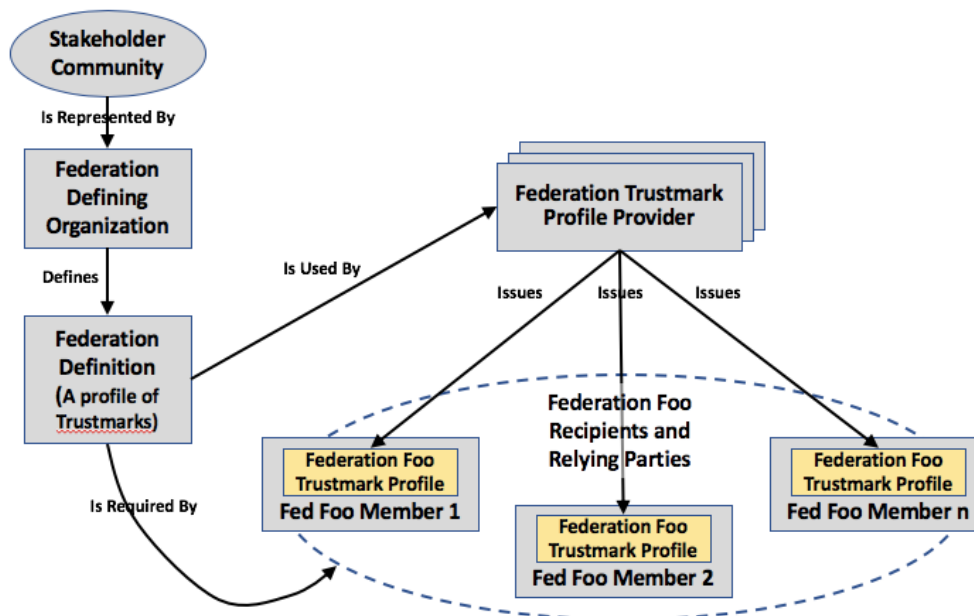 Stakeholder
Community
Is Represented By
Federation
Defining
Organization
Defines
Federation
Definition
(A profile of
Trustmarks)
Is Used By
Is Required By
Federation Trustmark
Profile Provider
Issues
Issues
Issues
Federation Foo
Recipients and
Relying Parties
Federation Foo
Trustmark Profile
Fed Foo Member 1
Federation Foo
Trustmark Profile
Fed Foo Member 2
Federation Foo
Trustmark Profile
Fed Foo Member n